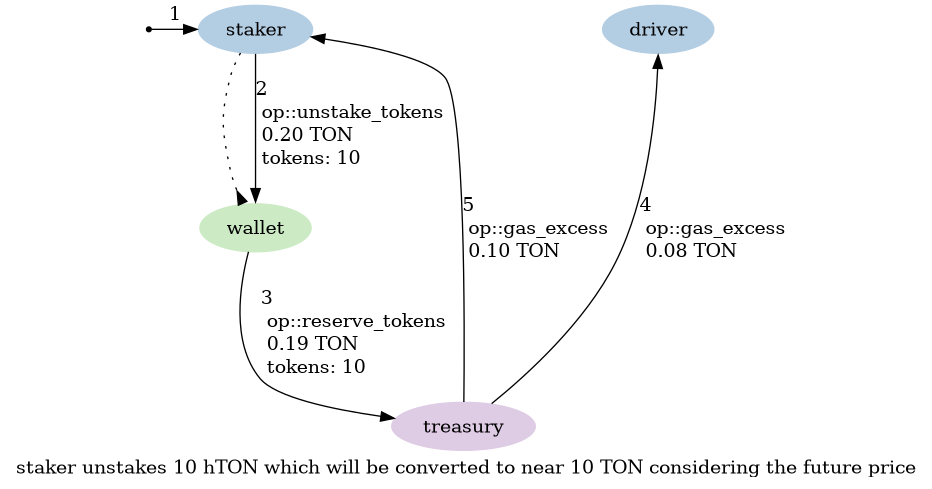 1
staker
driver
2
op::unstake_tokens
0.20 TON
tokens: 10
5
op::gas_excess
0.10 TON
4
op::gas_excess
0.08 TON
wallet
3
op::reserve_tokens
0.19 TON
tokens: 10
treasury
staker unstakes 10 hTON which will be converted to near 10 TON considering the future price